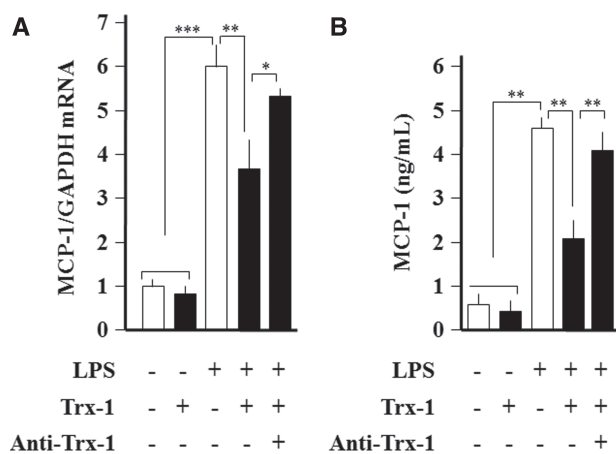 A
MCP-1/GAPDH mRNA
7
6
5
4
3
2
1
0
***
**
*
LPS - - + + +
Trx-1 - + - + +
Anti-Trx-1 - - - - +
B
MCP-1 (ng/mL)
6
5
4
3
2
1
0
** ** **
LPS - - + + +
Trx-1 - + - + +
Anti-Trx-1 - - - - +